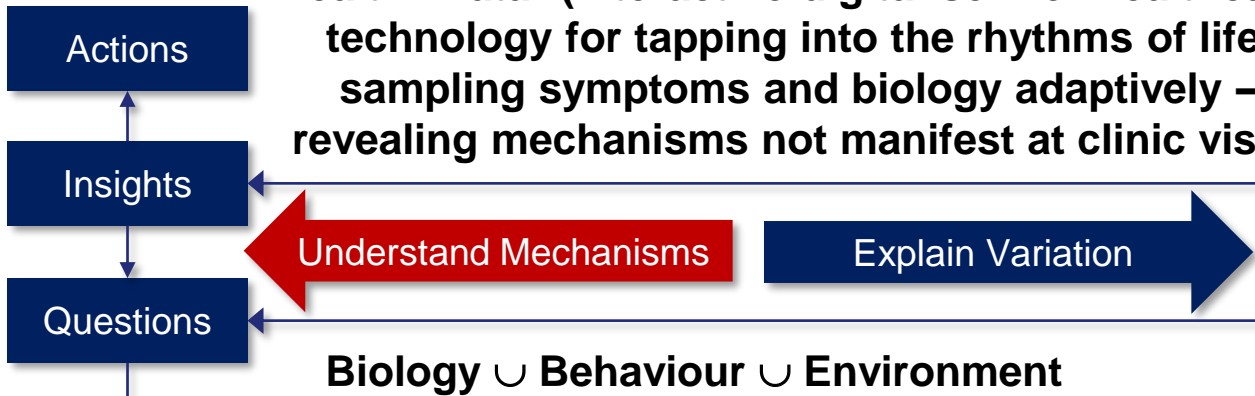 technology for tapping into the rhythms of life
sampling symptoms and biology adaptively –
revealing mechanisms not manifest at clinic vis
Actions
Insights
Understand Mechanisms
Explain Variation
Questions
Biology ∪ Behaviour ∪ Environment